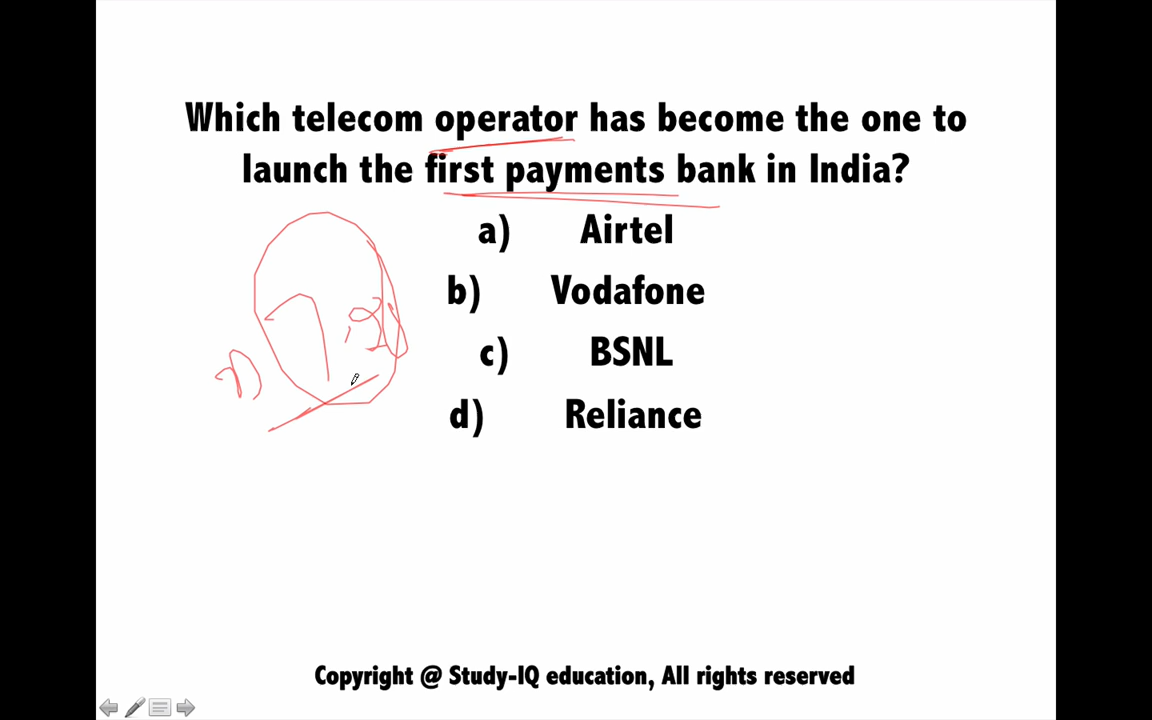 Which telecom operator has become the one to
launch the first payments bank in India?
a) Airtel
b) Vodafone
c) BSNL
d) Reliance
Copyright @ Study-IQ education, All rights reserved